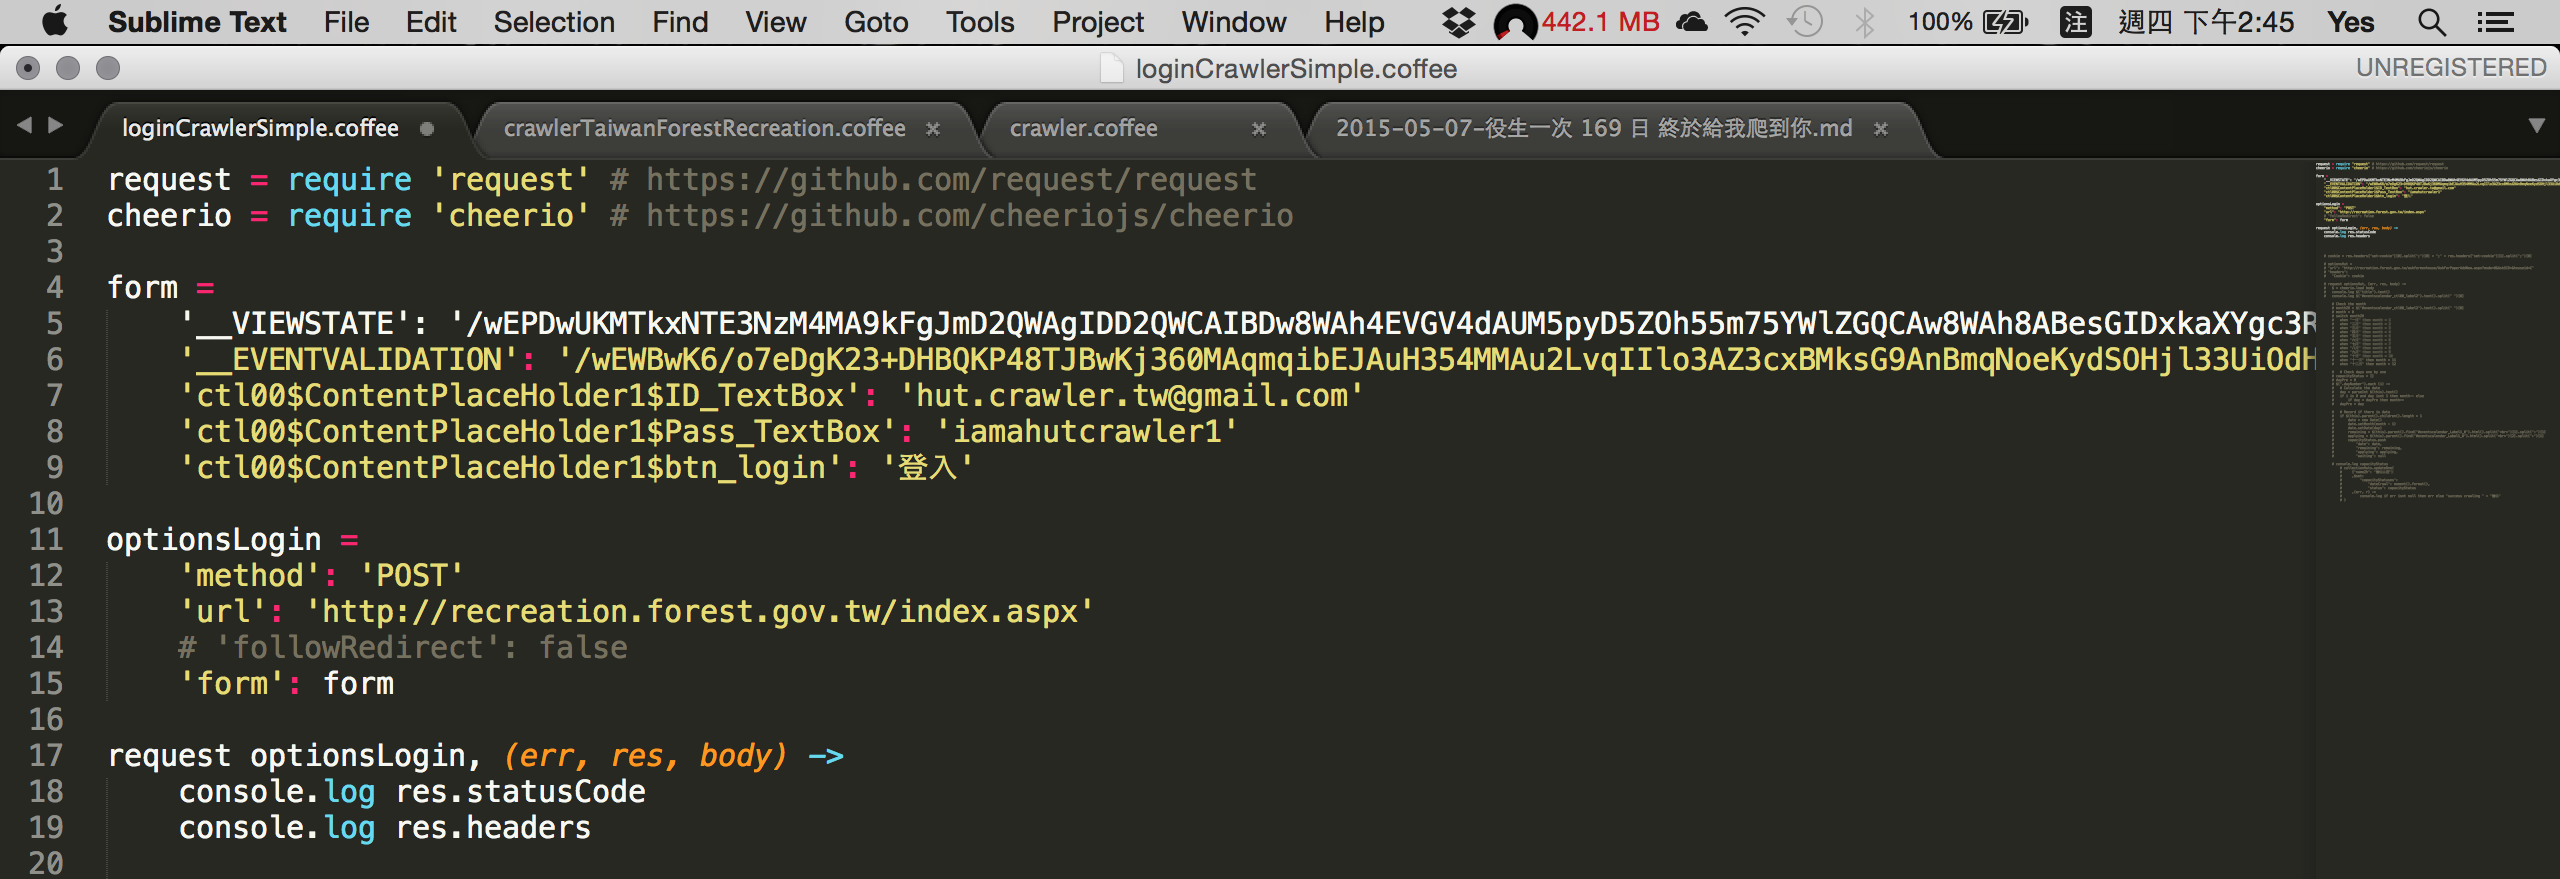 Sublime Text File Edit Selection Find View Goto Tools Project Window Help 442.1 MB 100% 注 週四 下午2:45 Yes
loginCrawlerSimple.coffee UNREGISTERED
loginCrawlerSimple.coffee crawlerTaiwanForestRecreation.coffee crawler.coffee 2015-05-07-役生一次 169 日 終於給我爬到你.md
1 request = require 'request' # https://github.com/request/request
2 cheerio = require 'cheerio' # https://github.com/cheeriojs/cheerio
3
4 form =
5 '__VIEWSTATE': '/wEPDwUKMTkxNTE3NzM4MA9kFgJmD2QWAgIDD2QWCAIBDw8WAh4EVGV4dAUM5pyD5ZOh55m75YWlZGQCAw8WAh8ABesGIDxkaXYgc3R
6 '__EVENTVALIDATION': '/wEWBwK6/o7eDgK23+DHBQKP48TJBwKj360MAqmqibEJAuH354MMAu2LvqIIlo3AZ3cxBMksG9AnBmqNoeKydSOHjl33UiOdH
7 'ctl00$ContentPlaceHolder1$ID_TextBox': 'hut.crawler.tw@gmail.com'
8 'ctl00$ContentPlaceHolder1$Pass_TextBox': 'iamahutcrawler1'
9 'ctl00$ContentPlaceHolder1$btn_login': '登入'
10
11 optionsLogin =
12 'method': 'POST'
13 'url': 'http://recreation.forest.gov.tw/index.aspx'
14 # 'followRedirect': false
15 'form': form
16
17 request optionsLogin, (err, res, body) ->
18 console.log res.statusCode
19 console.log res.headers
20